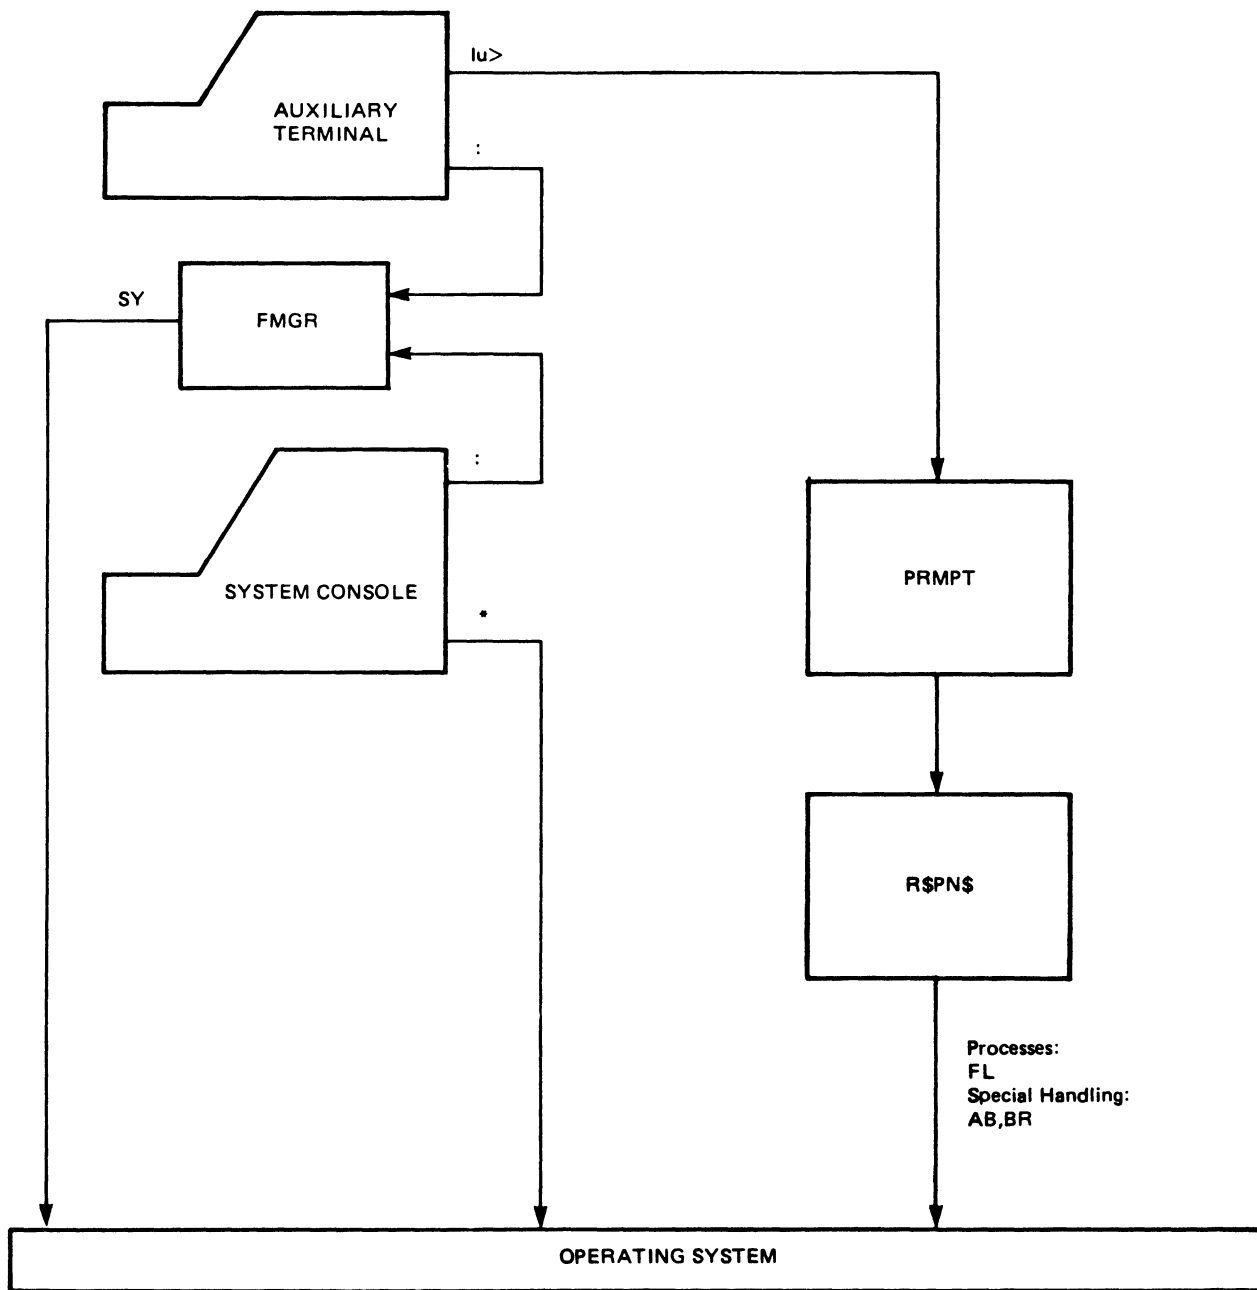 lu>
AUXILIARY
TERMINAL
:
SY
FMGR
:
SYSTEM CONSOLE
*
PRMPT
R$PN$
Processes:
FL
Special Handling:
AB,BR
OPERATING SYSTEM